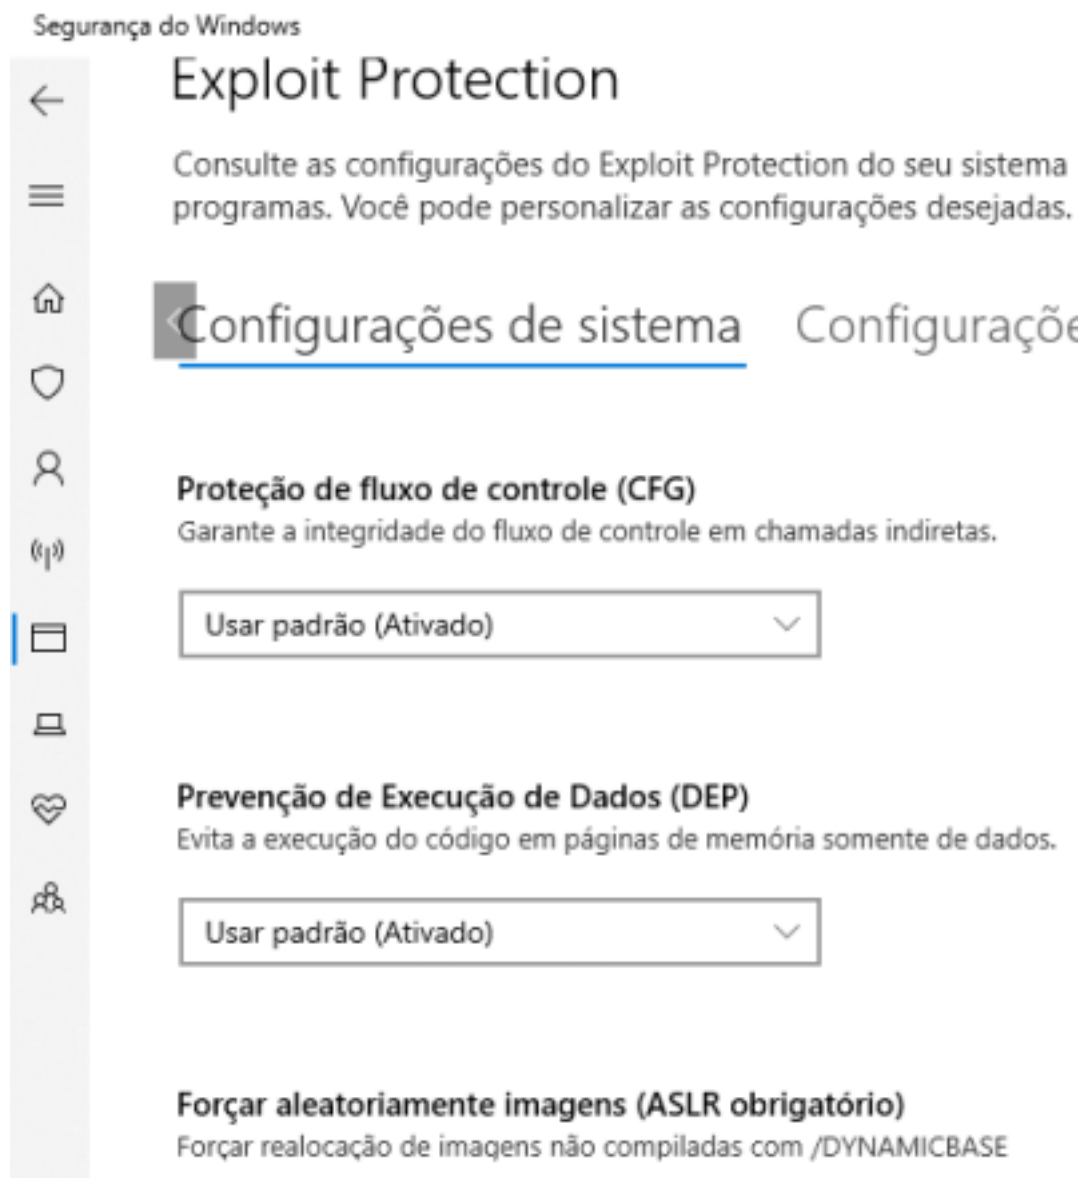 Segurança do Windows
Exploit Protection
Consulte as configurações do Exploit Protection do seu sistema
programas. Você pode personalizar as configurações desejadas.
Configurações de sistema Configuraçõe
Proteção de fluxo de controle (CFG)
Garante a integridade do fluxo de controle em chamadas indiretas.
Usar padrão (Ativado)
Prevenção de Execução de Dados (DEP)
Evita a execução do código em páginas de memória somente de dados.
Usar padrão (Ativado)
Forçar aleatoriamente imagens (ASLR obrigatório)
Forçar realocação de imagens não compiladas com /DYNAMICBASE